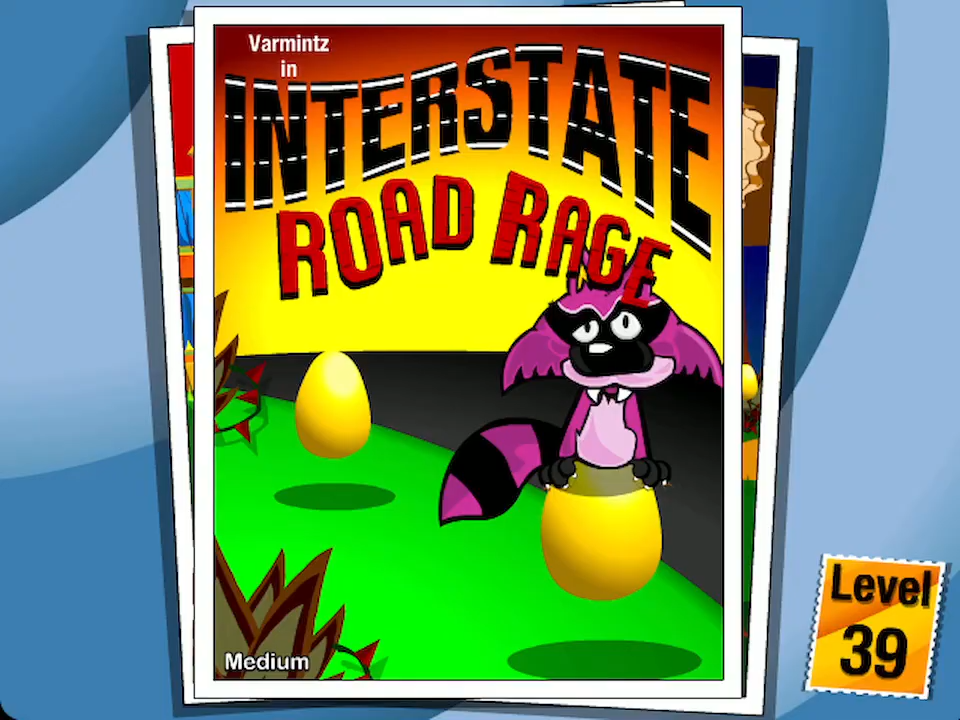 Varmintz
in
INTERSTATE
ROAD RAGE
Medium
Level
39